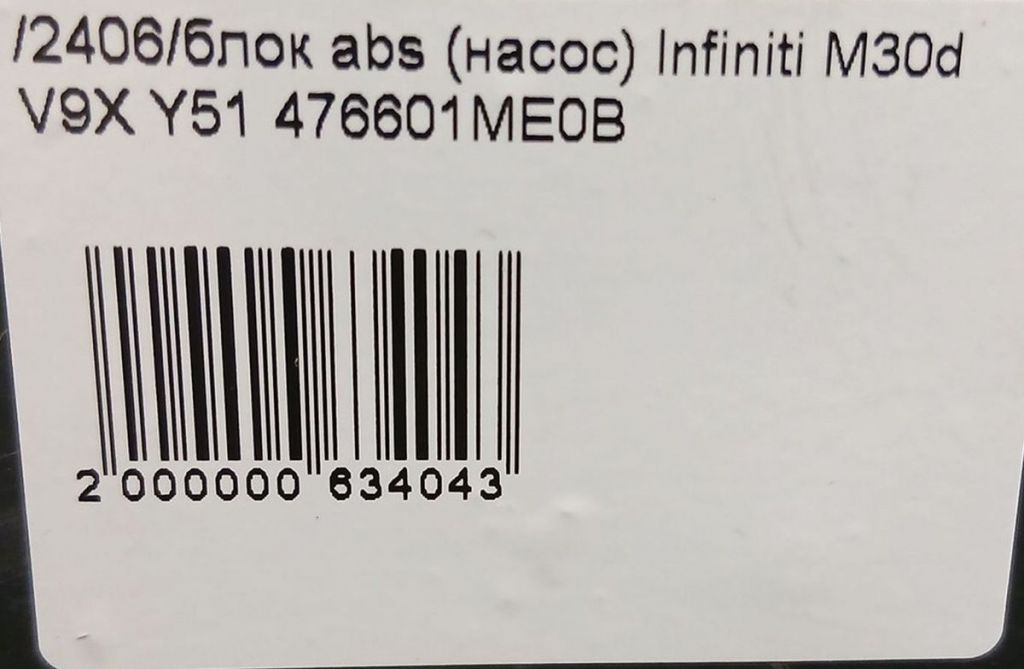 /2406/блок abs (насос) Infiniti M30d
V9X Y51 476601ME0B
2 000000 634043